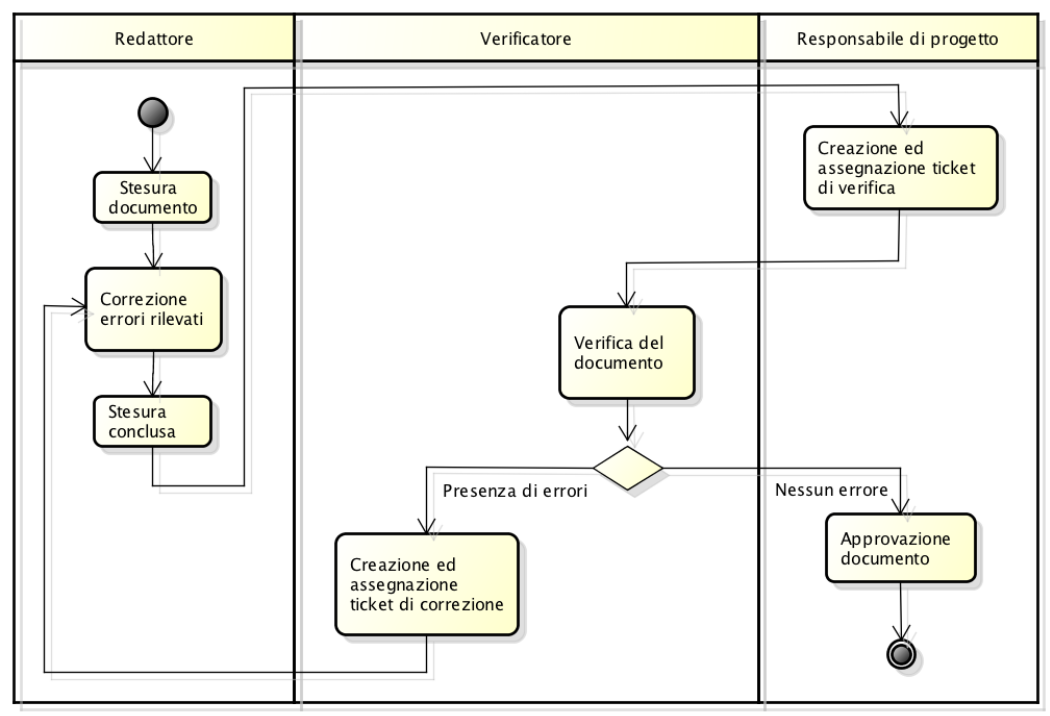 Redattore
Verificatore
Responsabile di progetto
Stesura
documento
Correzione
errori rilevati
Stesura
conclusa
Creazione ed
assegnazione ticket
di verifica
Verifica del
documento
Presenza di errori
Nessun errore
Creazione ed
assegnazione
ticket di correzione
Approvazione
documento